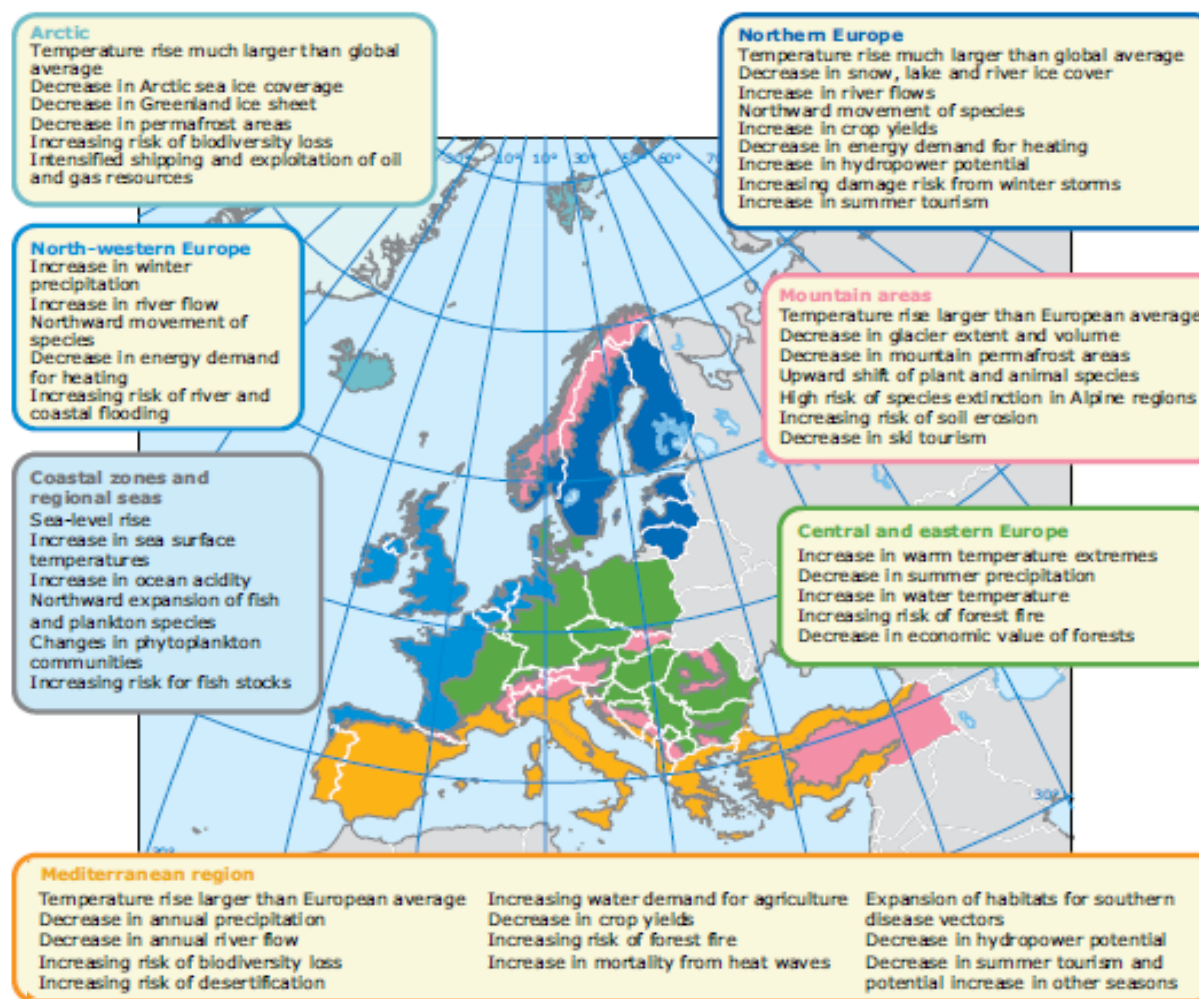 Arctic
Temperature rise much larger than global
average
Decrease in Arctic sea ice coverage
Decrease in Greenland ice sheet
Decrease in permafrost areas
Increasing risk of biodiversity loss
Intensified shipping and exploitation of oil
and gas resources
Northern Europe
Temperature rise much larger than global average
Decrease in snow, lake and river ice cover
Increase in river flows
Northward movement of species
Increase in crop yields
Decrease in energy demand for heating
Increase in hydropower potential
Increasing damage risk from winter storms
Increase in summer tourism
10° 30° 50° 60°
North-western Europe
Increase in winter
precipitation
Increase in river flow
Northward movement of
species
Decrease in energy demand
for heating
Increasing risk of river and
coastal flooding
Mountain areas
Temperature rise larger than European average
Decrease in glacier extent and volume
Decrease in mountain permafrost areas
Upward shift of plant and animal species
High risk of species extinction in Alpine regions
Increasing risk of soil erosion
Decrease in ski tourism
Coastal zones and
regional seas
Sea-level rise
Increase in sea surface
temperatures
Increase in ocean acidity
Northward expansion of fish
and plankton species
Changes in phytoplankton
communities
Increasing risk for fish stocks
Central and eastern Europe
Increase in warm temperature extremes
Decrease in summer precipitation
Increase in water temperature
Increasing risk of forest fire
Decrease in economic value of forests
30°
Mediterranean region
Temperature rise larger than European average
Decrease in annual precipitation
Decrease in annual river flow
Increasing risk of biodiversity loss
Increasing risk of desertification
Increasing water demand for agriculture
Decrease in crop yields
Increasing risk of forest fire
Increase in mortality from heat waves
Expansion of habitats for southern
disease vectors
Decrease in hydropower potential
Decrease in summer tourism and
potential increase in other seasons